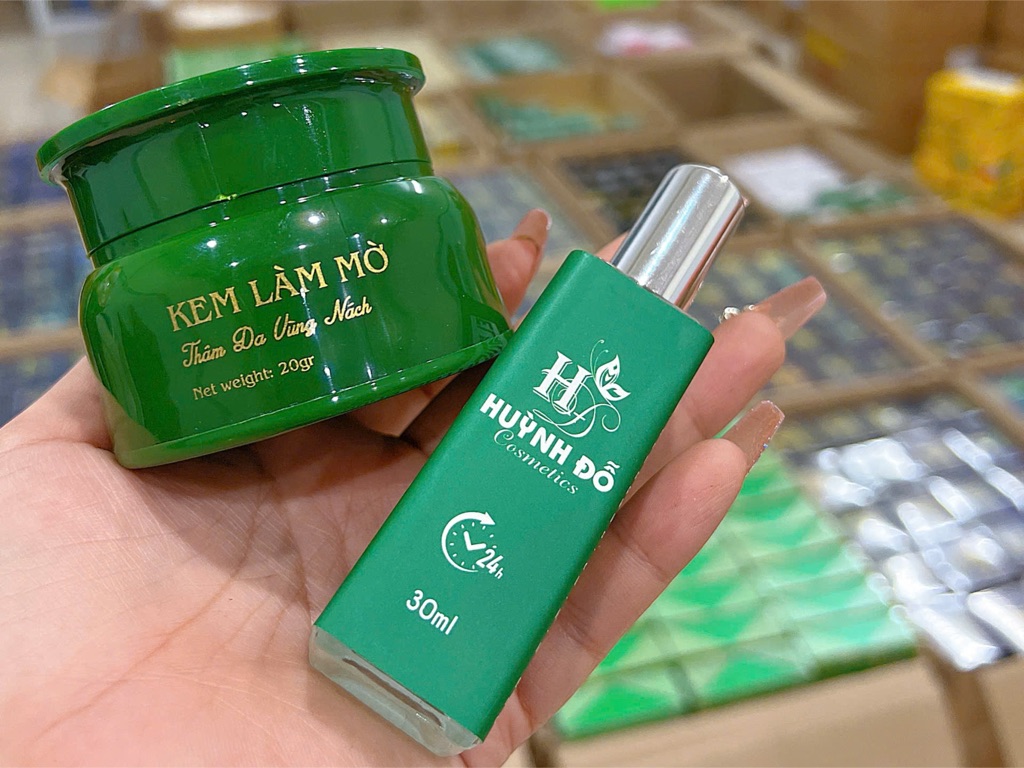 KEM LÀM MỜ
Thâm Da Vùng Nách
Net weight: 20gr
HUỲNH ĐỖ
Cosmetics
24h
30ml